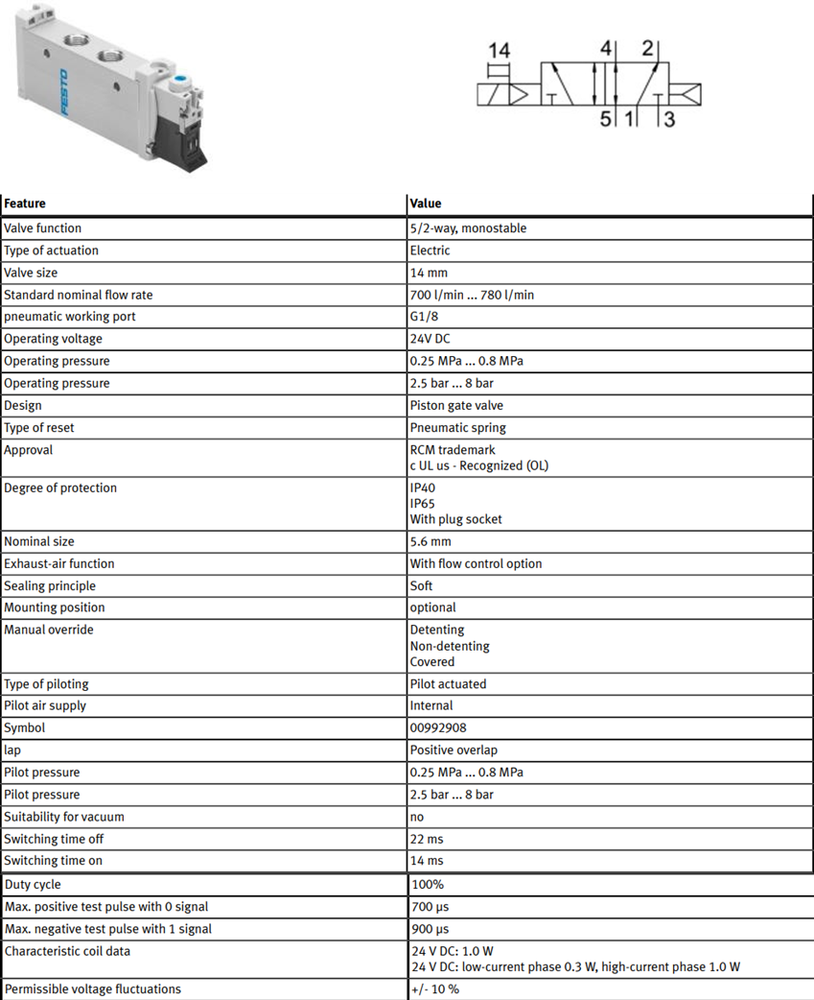 FESTO
14 4 2
5 1 3
Feature Value
Valve function 5/2-way, monostable
Type of actuation Electric
Valve size 14 mm
Standard nominal flow rate 700 l/min ... 780 l/min
pneumatic working port G1/8
Operating voltage 24V DC
Operating pressure 0.25 MPa ... 0.8 MPa
Operating pressure 2.5 bar ... 8 bar
Design Piston gate valve
Type of reset Pneumatic spring
Approval RCM trademark
c UL us - Recognized (OL)
Degree of protection IP40
IP65
With plug socket
Nominal size 5.6 mm
Exhaust-air function With flow control option
Sealing principle Soft
Mounting position optional
Manual override Detenting
Non-detenting
Covered
Type of piloting Pilot actuated
Pilot air supply Internal
Symbol 00992908
lap Positive overlap
Pilot pressure 0.25 MPa ... 0.8 MPa
Pilot pressure 2.5 bar ... 8 bar
Suitability for vacuum no
Switching time off 22 ms
Switching time on 14 ms
Duty cycle 100%
Max. positive test pulse with 0 signal 700 µs
Max. negative test pulse with 1 signal 900 µs
Characteristic coil data 24 V DC: 1.0 W
24 V DC: low-current phase 0.3 W, high-current phase 1.0 W
Permissible voltage fluctuations +/- 10 %